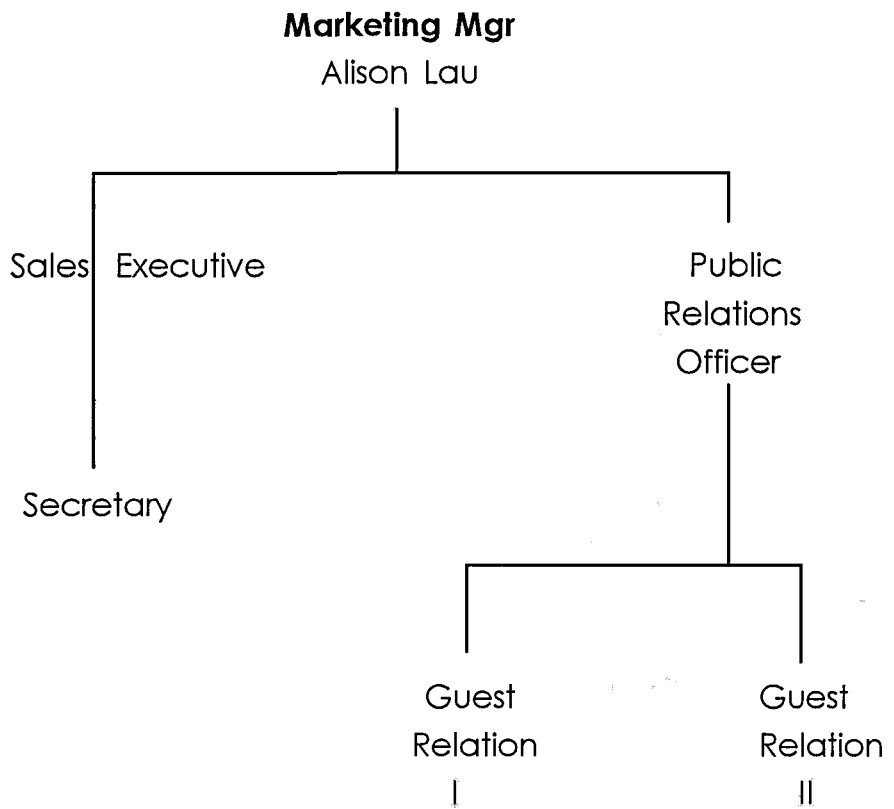 Marketing Mgr
Alison Lau
Sales Executive
Public
Relations
Officer
Secretary
Guest
Relation
I
Guest
Relation
II